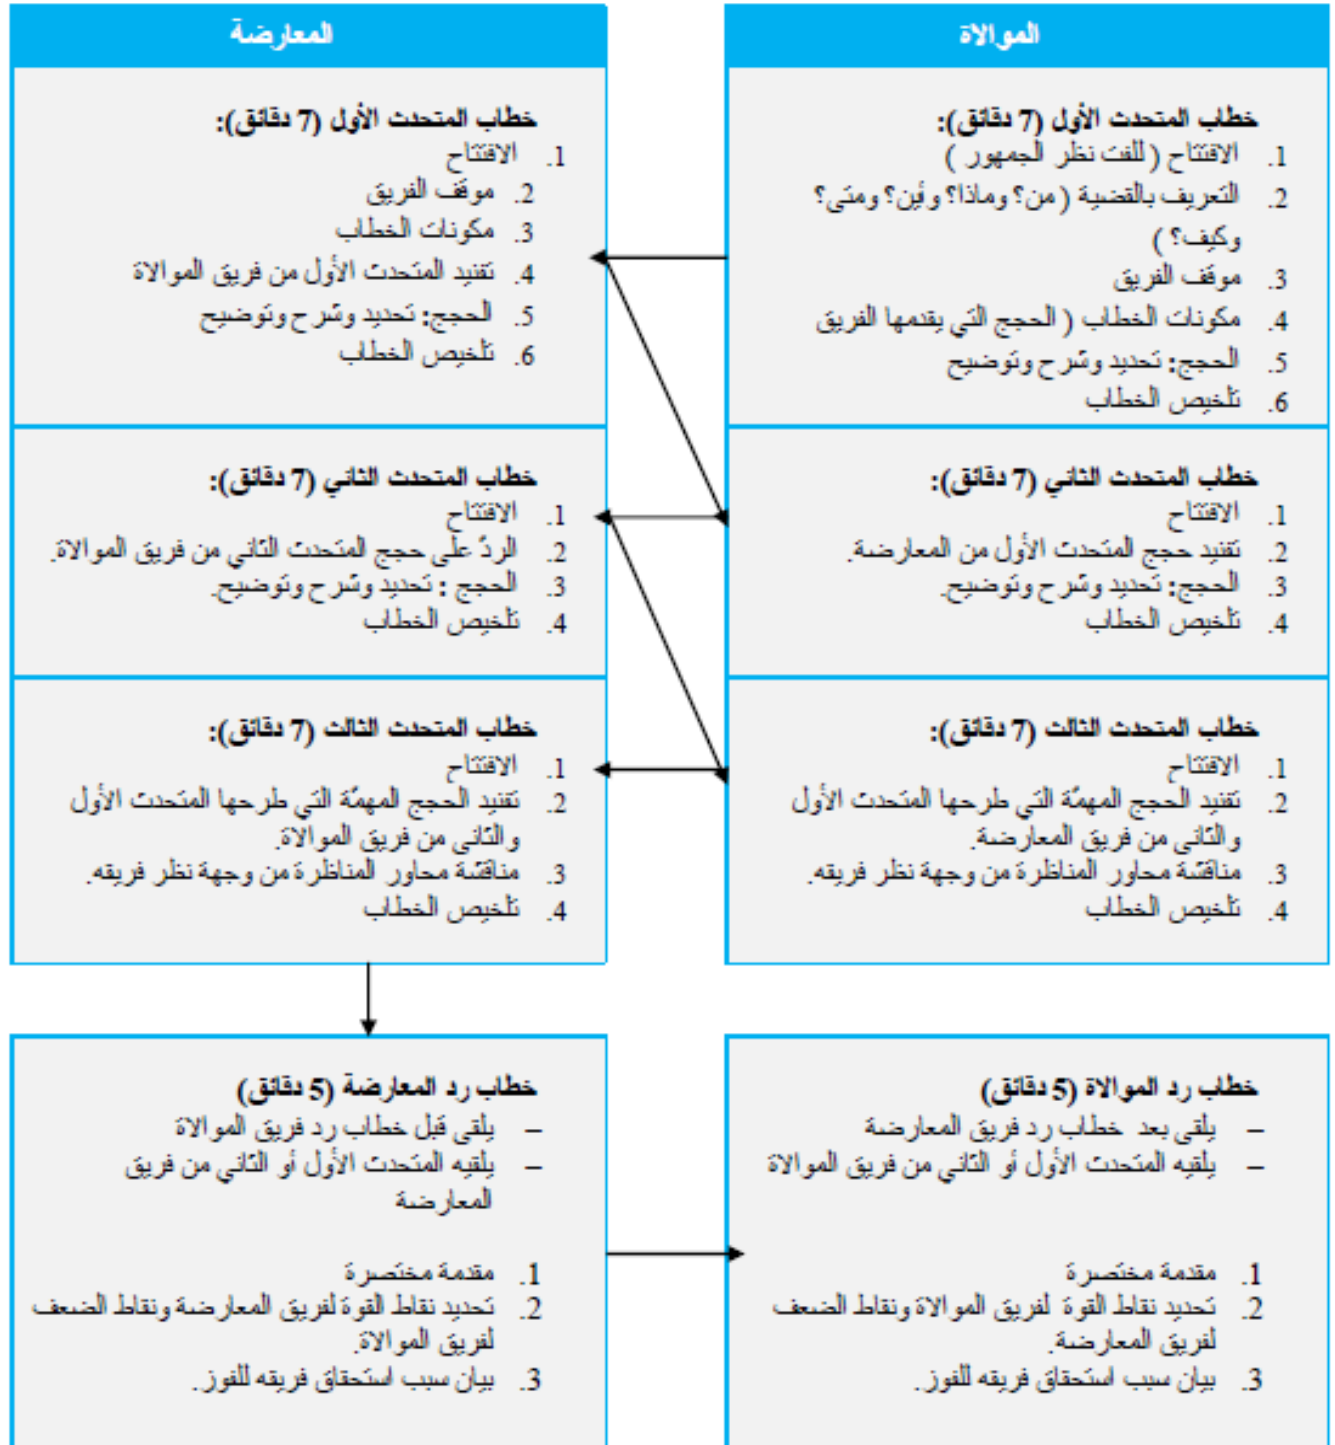 الموالاة
خطاب المتحدث الأول (7 دقائق):
1. الافتتاح ( للفت نظر الجمهور )
2. التعريف بالقضية ( من؟ وماذا؟ وأين؟ ومتى؟
وكيف؟ )
3. موقف الفريق
4. مكونات الخطاب ( الحجج التي يقدمها الفريق
5. الحجج: تحديد وشرح وتوضيح
6. تلخيص الخطاب
خطاب المتحدث الثاني (7 دقائق):
1. الافتتاح
2. تفنيد حجج المتحدث الأول من المعارضة.
3. الحجج: تحديد وشرح وتوضيح.
4. تلخيص الخطاب
خطاب المتحدث الثالث (7 دقائق):
1. الافتتاح
2. تفنيد الحجج المهمّة التي طرحها المتحدث الأول
والثاني من فريق المعارضة.
3. مناقشة محاور المناظرة من وجهة نظر فريقه.
4. تلخيص الخطاب
المعارضة
خطاب المتحدث الأول (7 دقائق):
1. الافتتاح
2. موقف الفريق
3. مكونات الخطاب
4. تفنيد المتحدث الأول من فريق الموالاة
5. الحجج: تحديد وشرح وتوضيح
6. تلخيص الخطاب
خطاب المتحدث الثاني (7 دقائق):
1. الافتتاح
2. الردّ على حجج المتحدث الثاني من فريق الموالاة.
3. الحجج : تحديد وشرح وتوضيح.
4. تلخيص الخطاب
خطاب المتحدث الثالث (7 دقائق):
1. الافتتاح
2. تفنيد الحجج المهمّة التي طرحها المتحدث الأول
والثاني من فريق الموالاة.
3. مناقشة محاور المناظرة من وجهة نظر فريقه.
4. تلخيص الخطاب
خطاب رد الموالاة (5 دقائق)
– يلقى بعد خطاب رد فريق المعارضة
– يلقيه المتحدث الأول أو الثاني من فريق الموالاة
1. مقدمة مختصرة
2. تحديد نقاط القوة لفريق الموالاة ونقاط الضعف
لفريق المعارضة.
3. بيان سبب استحقاق فريقه للفوز.
خطاب رد المعارضة (5 دقائق)
– يلقى قبل خطاب رد فريق الموالاة
– يلقيه المتحدث الأول أو الثاني من فريق
المعارضة
1. مقدمة مختصرة
2. تحديد نقاط القوة لفريق المعارضة ونقاط الضعف
لفريق الموالاة.
3. بيان سبب استحقاق فريقه للفوز.